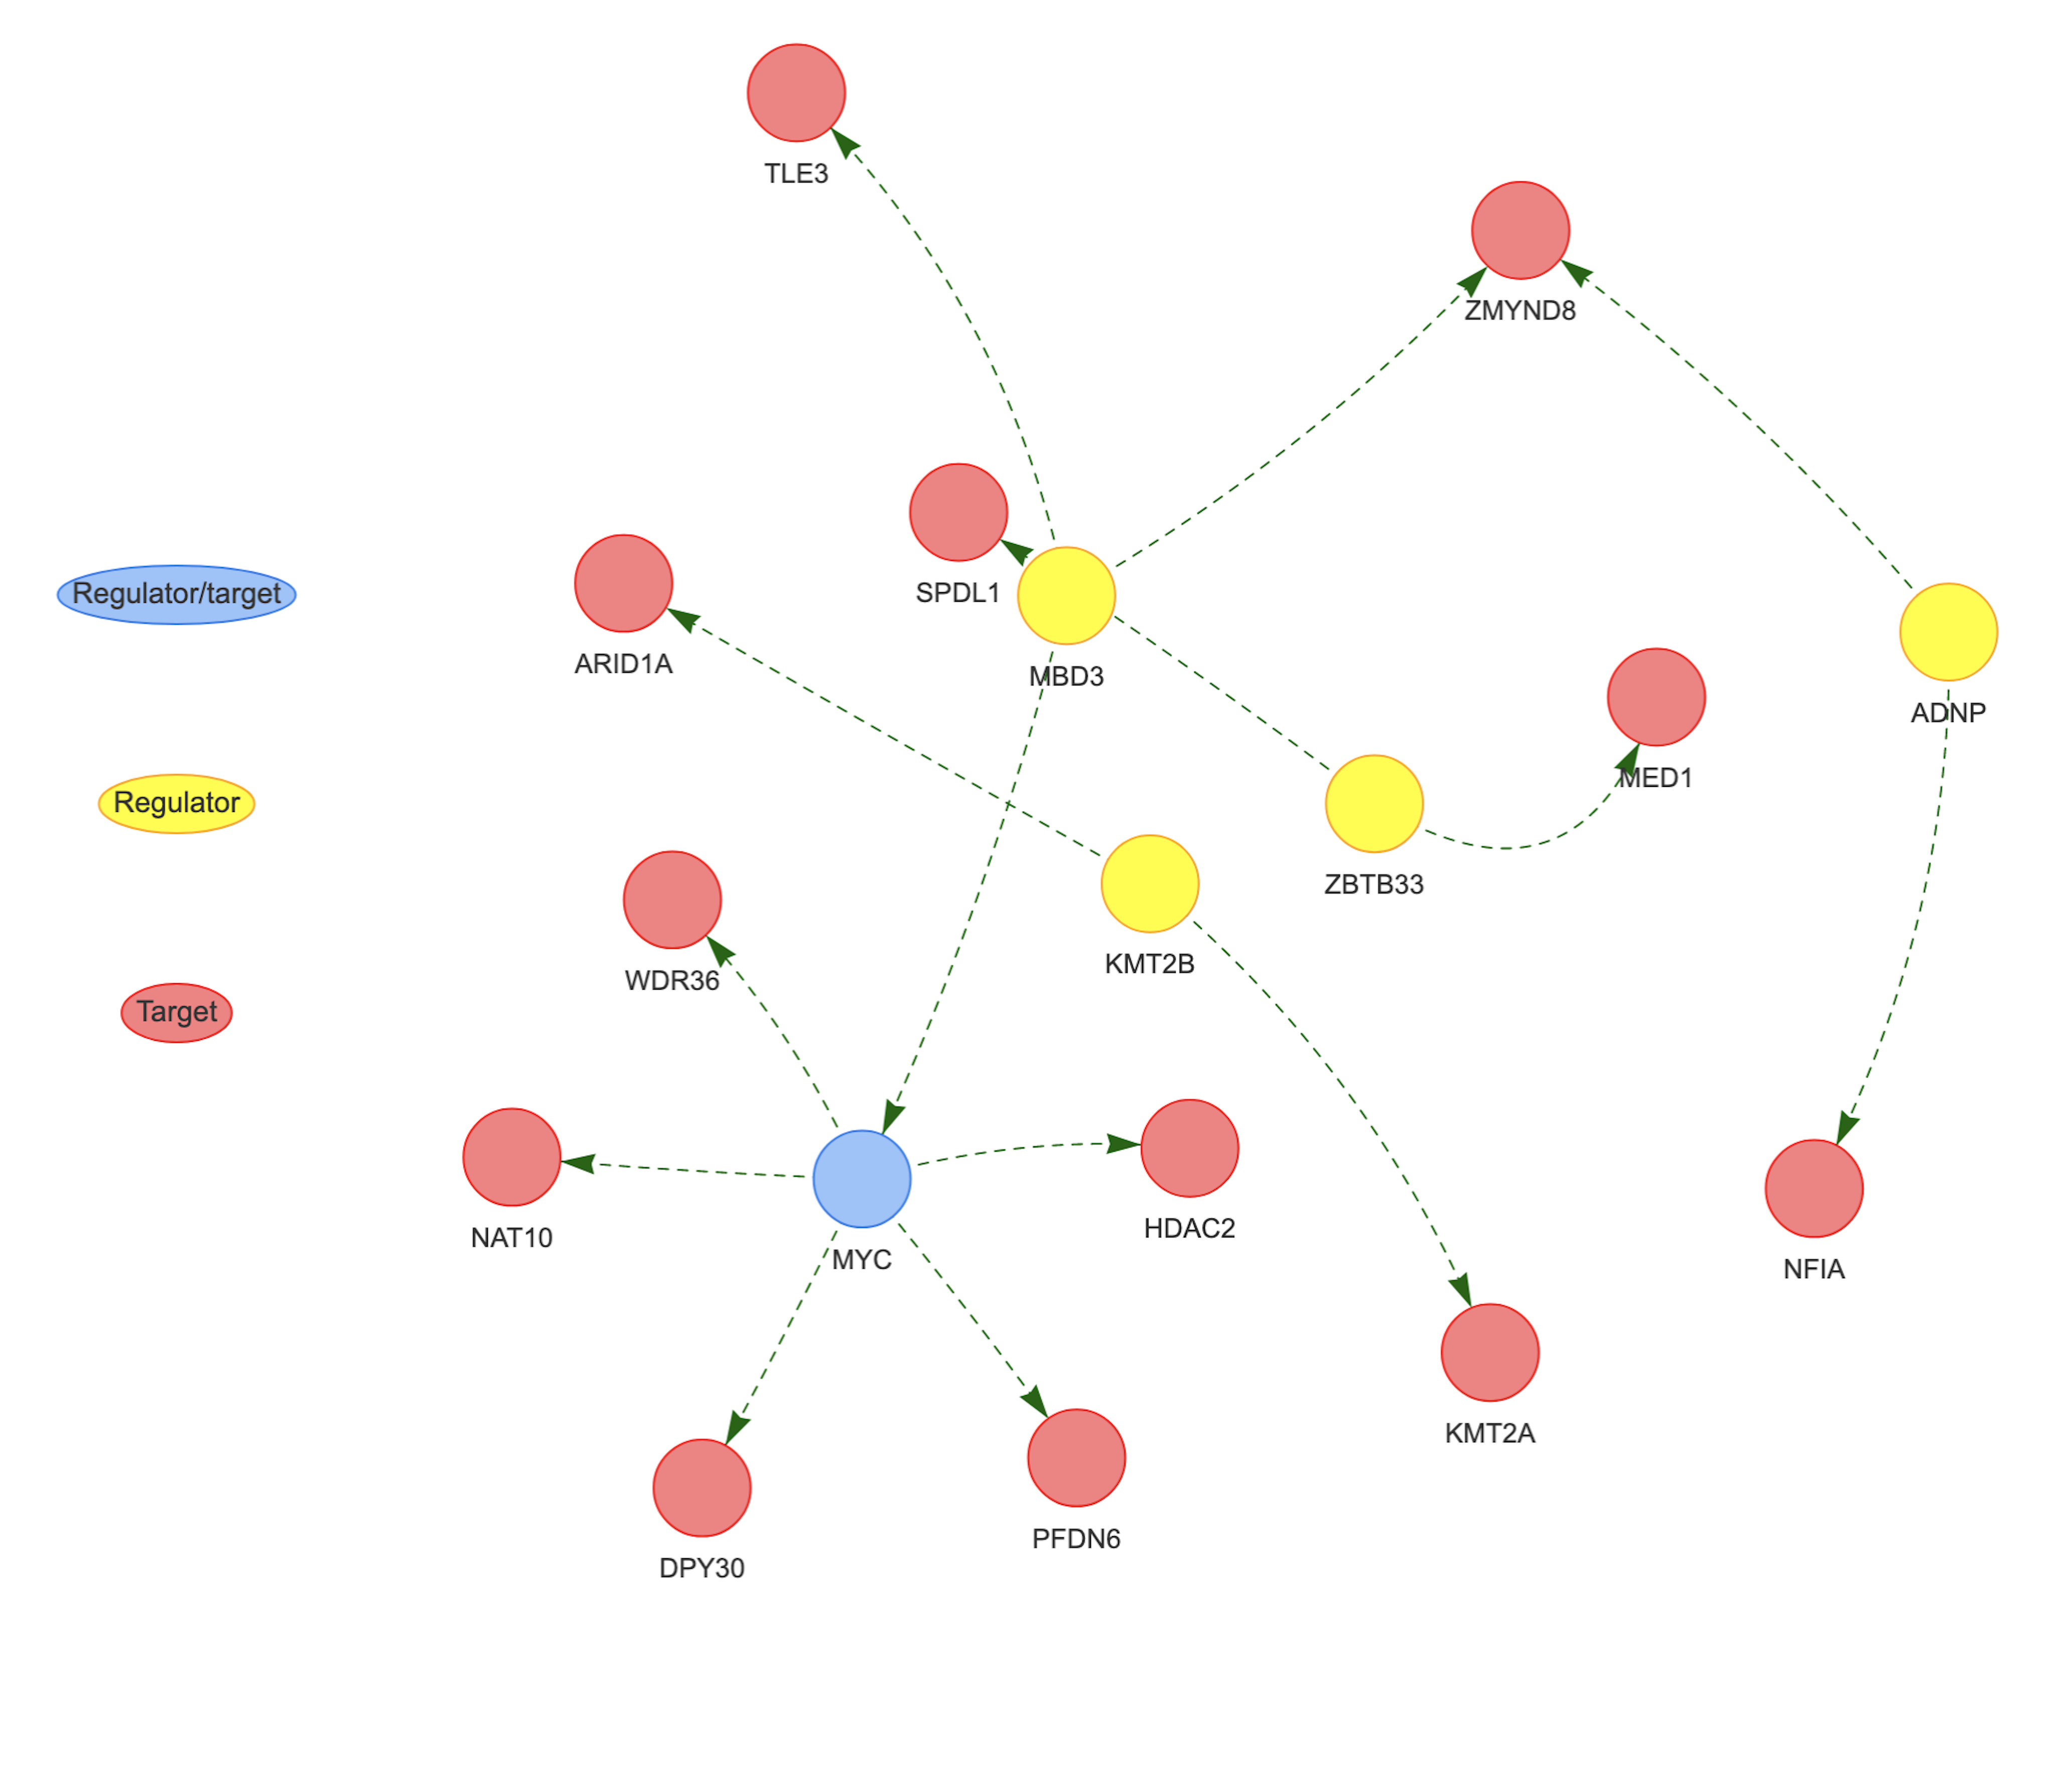 TLE3
ZMYND8
SPDL1
Regulator/target
ARID1A
MBD3
ADNP
MED1
Regulator
ZBTB33
KMT2B
WDR36
Target
HDAC2
NAT10
MYC
NFIA
KMT2A
PFDN6
DPY30